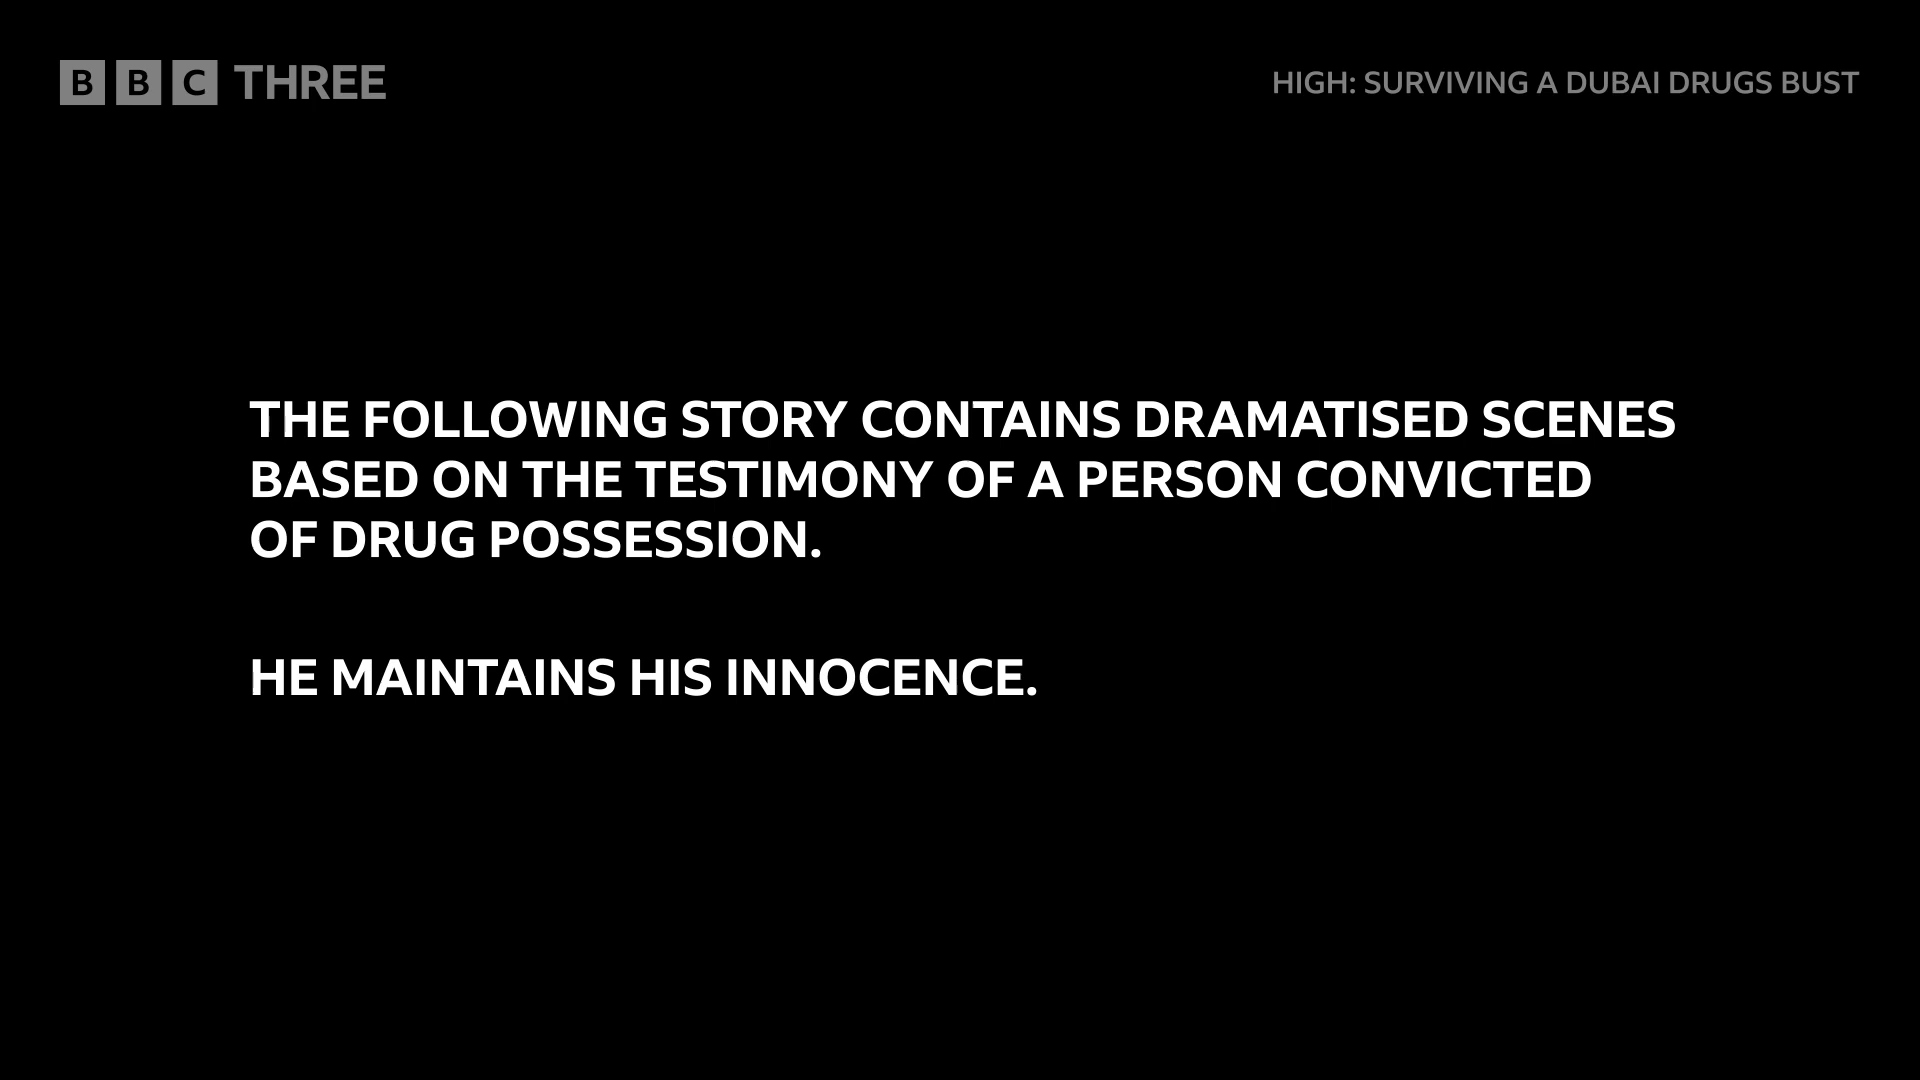 BBC THREE
HIGH: SURVIVING A DUBAI DRUGS BUST
THE FOLLOWING STORY CONTAINS DRAMATISED SCENES
BASED ON THE TESTIMONY OF A PERSON CONVICTED
OF DRUG POSSESSION.
HE MAINTAINS HIS INNOCENCE.